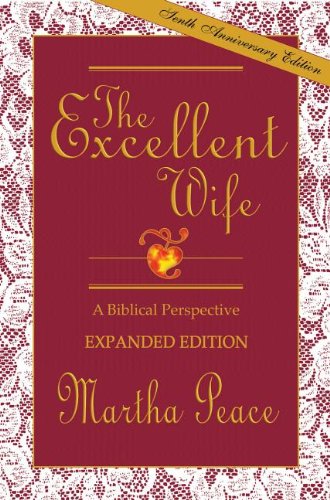 Tenth Anniversary Edition
The
Excellent
Wife
A Biblical Perspective
EXPANDED EDITION
Martha Peace